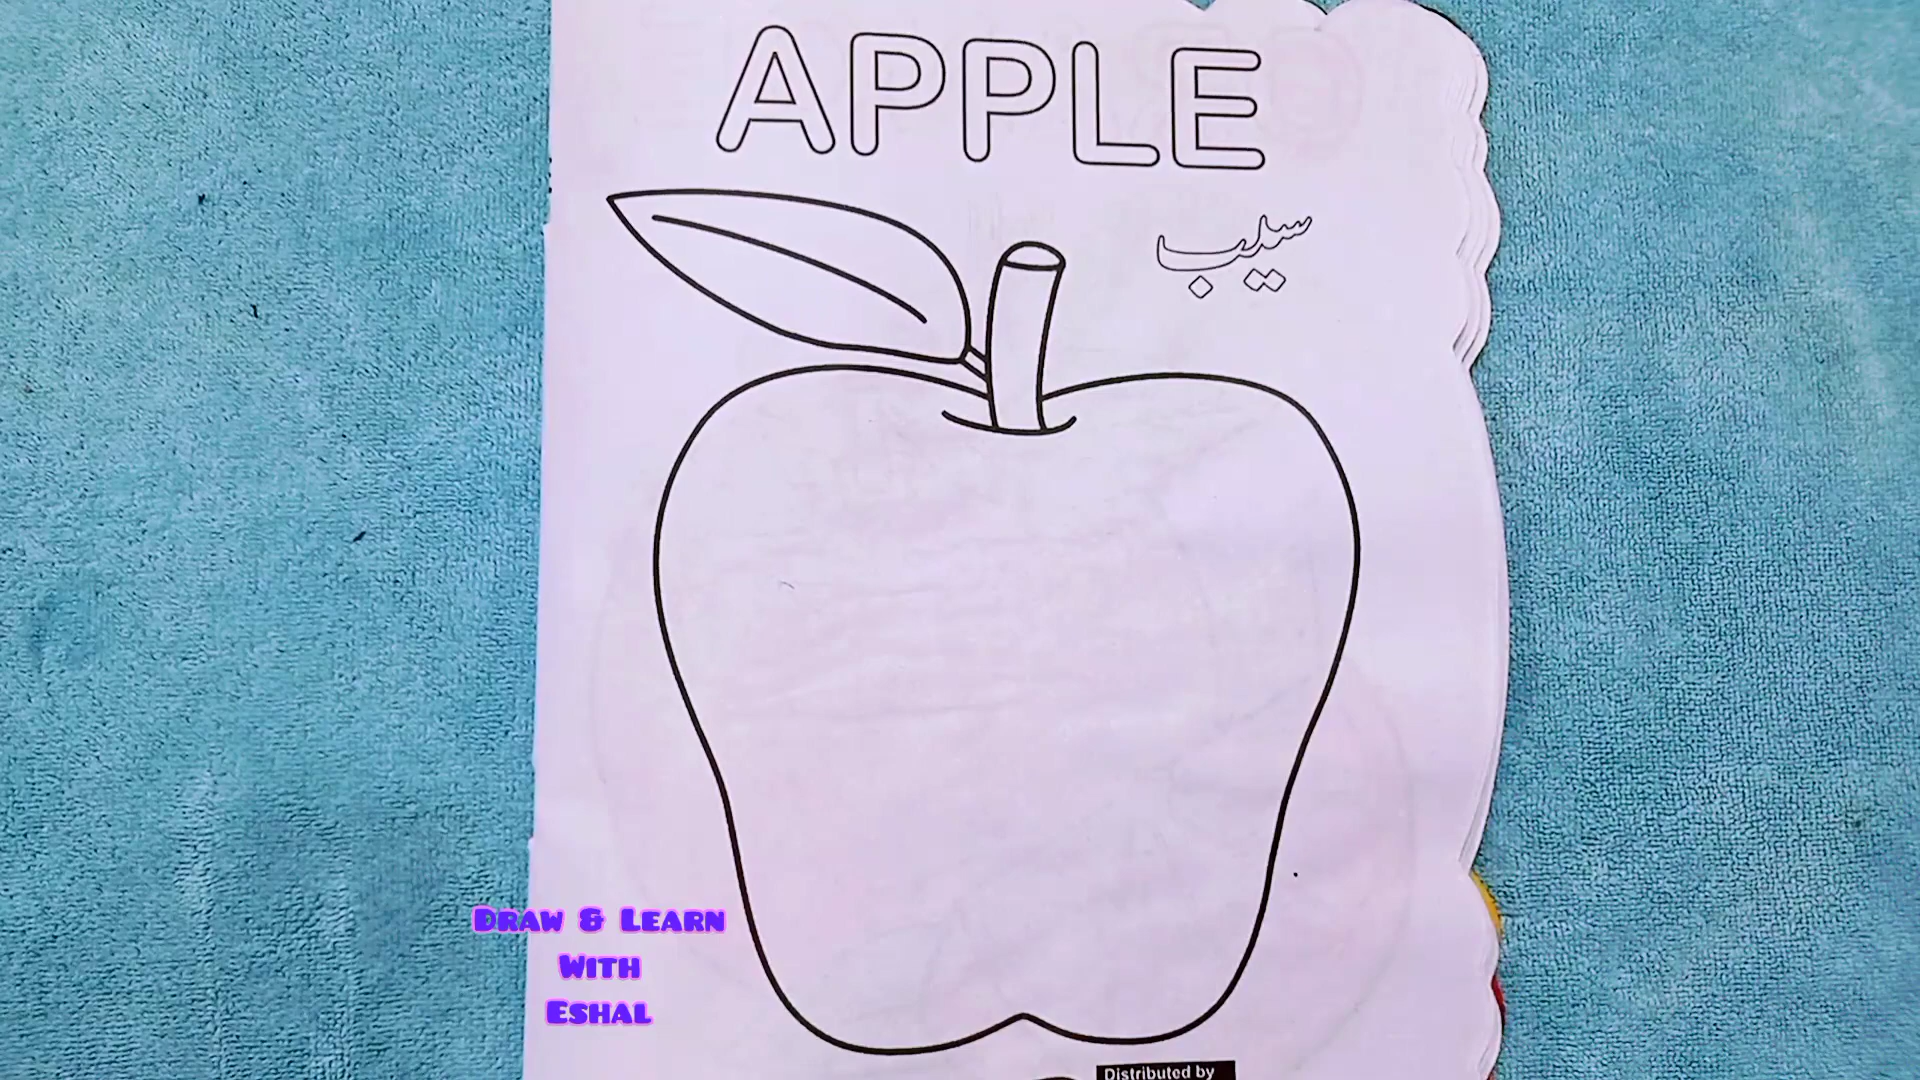 APPLE
سیب
Draw & Learn
With
Eshal
Distributed by